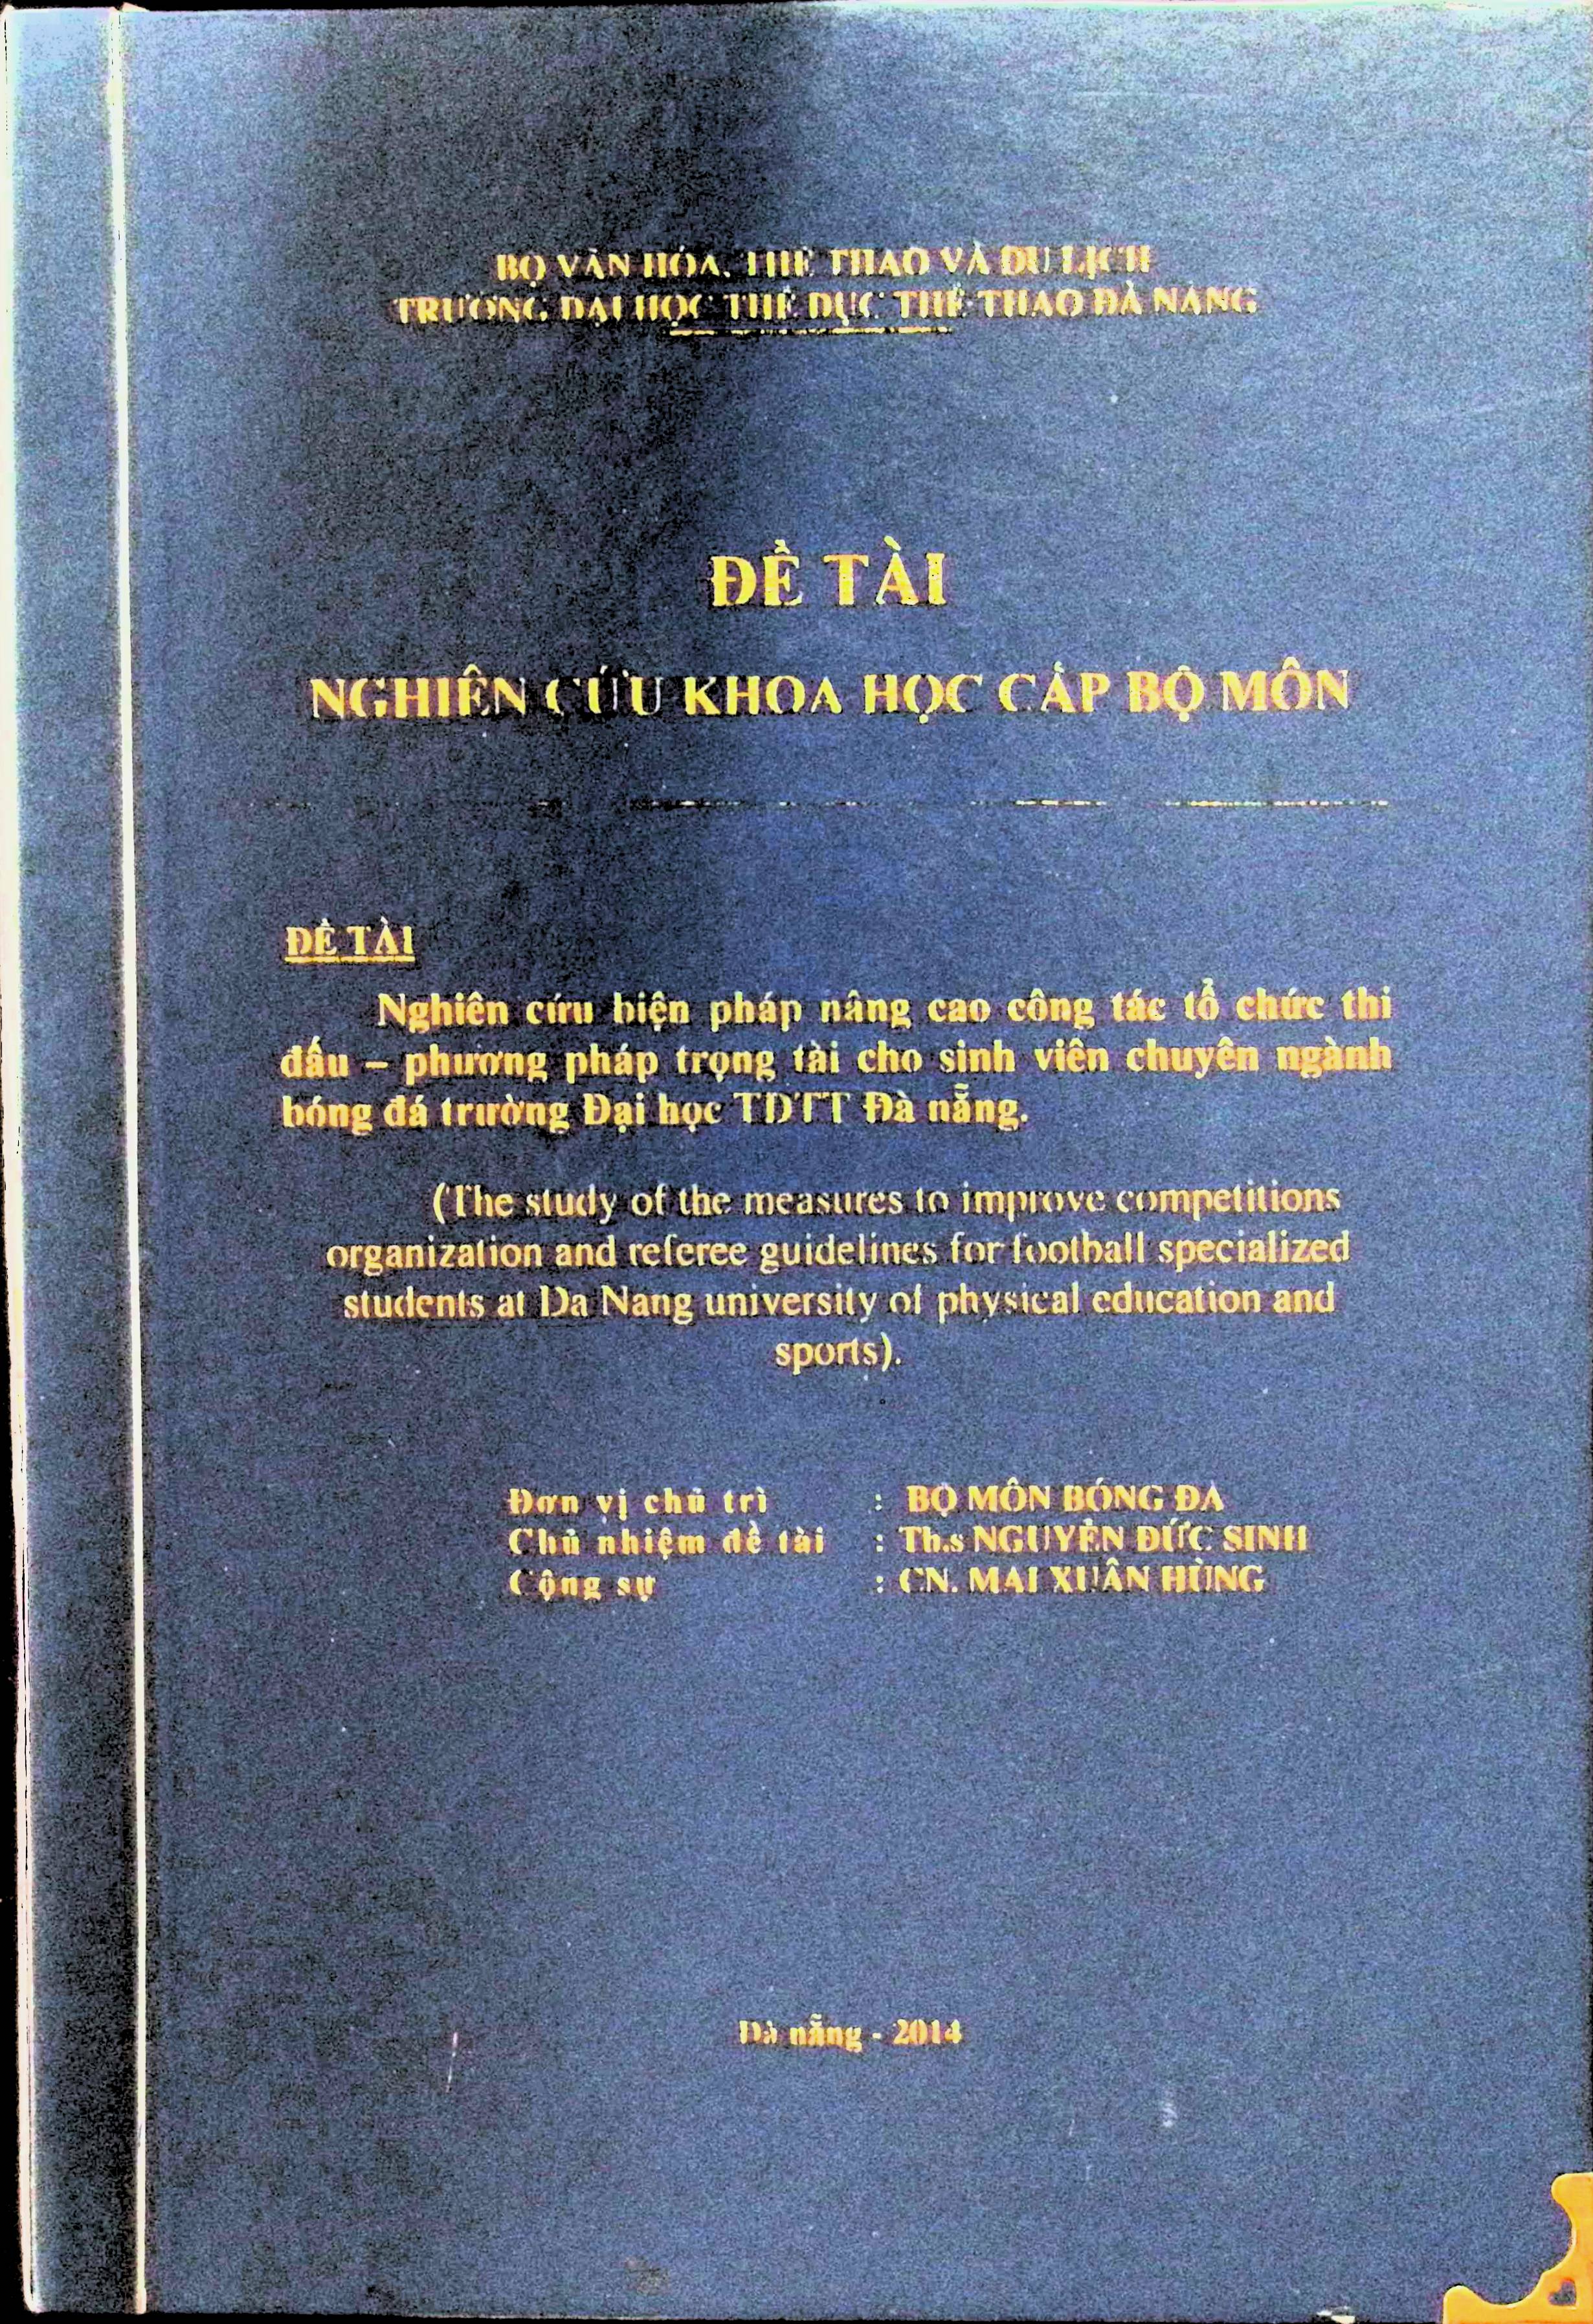 BỘ VĂN HÓA, THỂ THAO VÀ DU LỊCH
TRƯỜNG ĐẠI HỌC THỂ DỤC THỂ THAO ĐÀ NẴNG
ĐỀ TÀI
NGHIÊN CỨU KHOA HỌC CẤP BỘ MÔN
ĐỀ TÀI
Nghiên cứu biện pháp nâng cao công tác tổ chức thi
đấu – phương pháp trọng tài cho sinh viên chuyên ngành
bóng đá trường Đại học TDTT Đà nẵng.
(The study of the measures to improve competitions
organization and referee guidelines for football specialized
students at Da Nang university of physical education and
sports).
Đơn vị chủ trì : BỘ MÔN BÓNG ĐÁ
Chủ nhiệm đề tài : Th.s NGUYỄN ĐỨC SINH
Cộng sự : CN. MAI XUÂN HÙNG
Đà nẵng - 2014